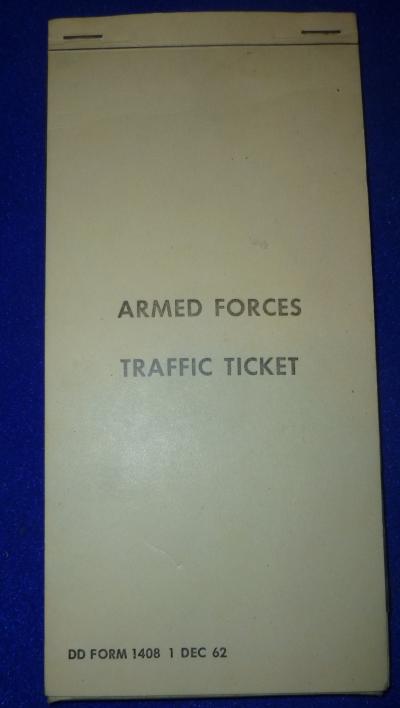 ARMED FORCES
TRAFFIC TICKET
DD FORM 1408 1 DEC 62